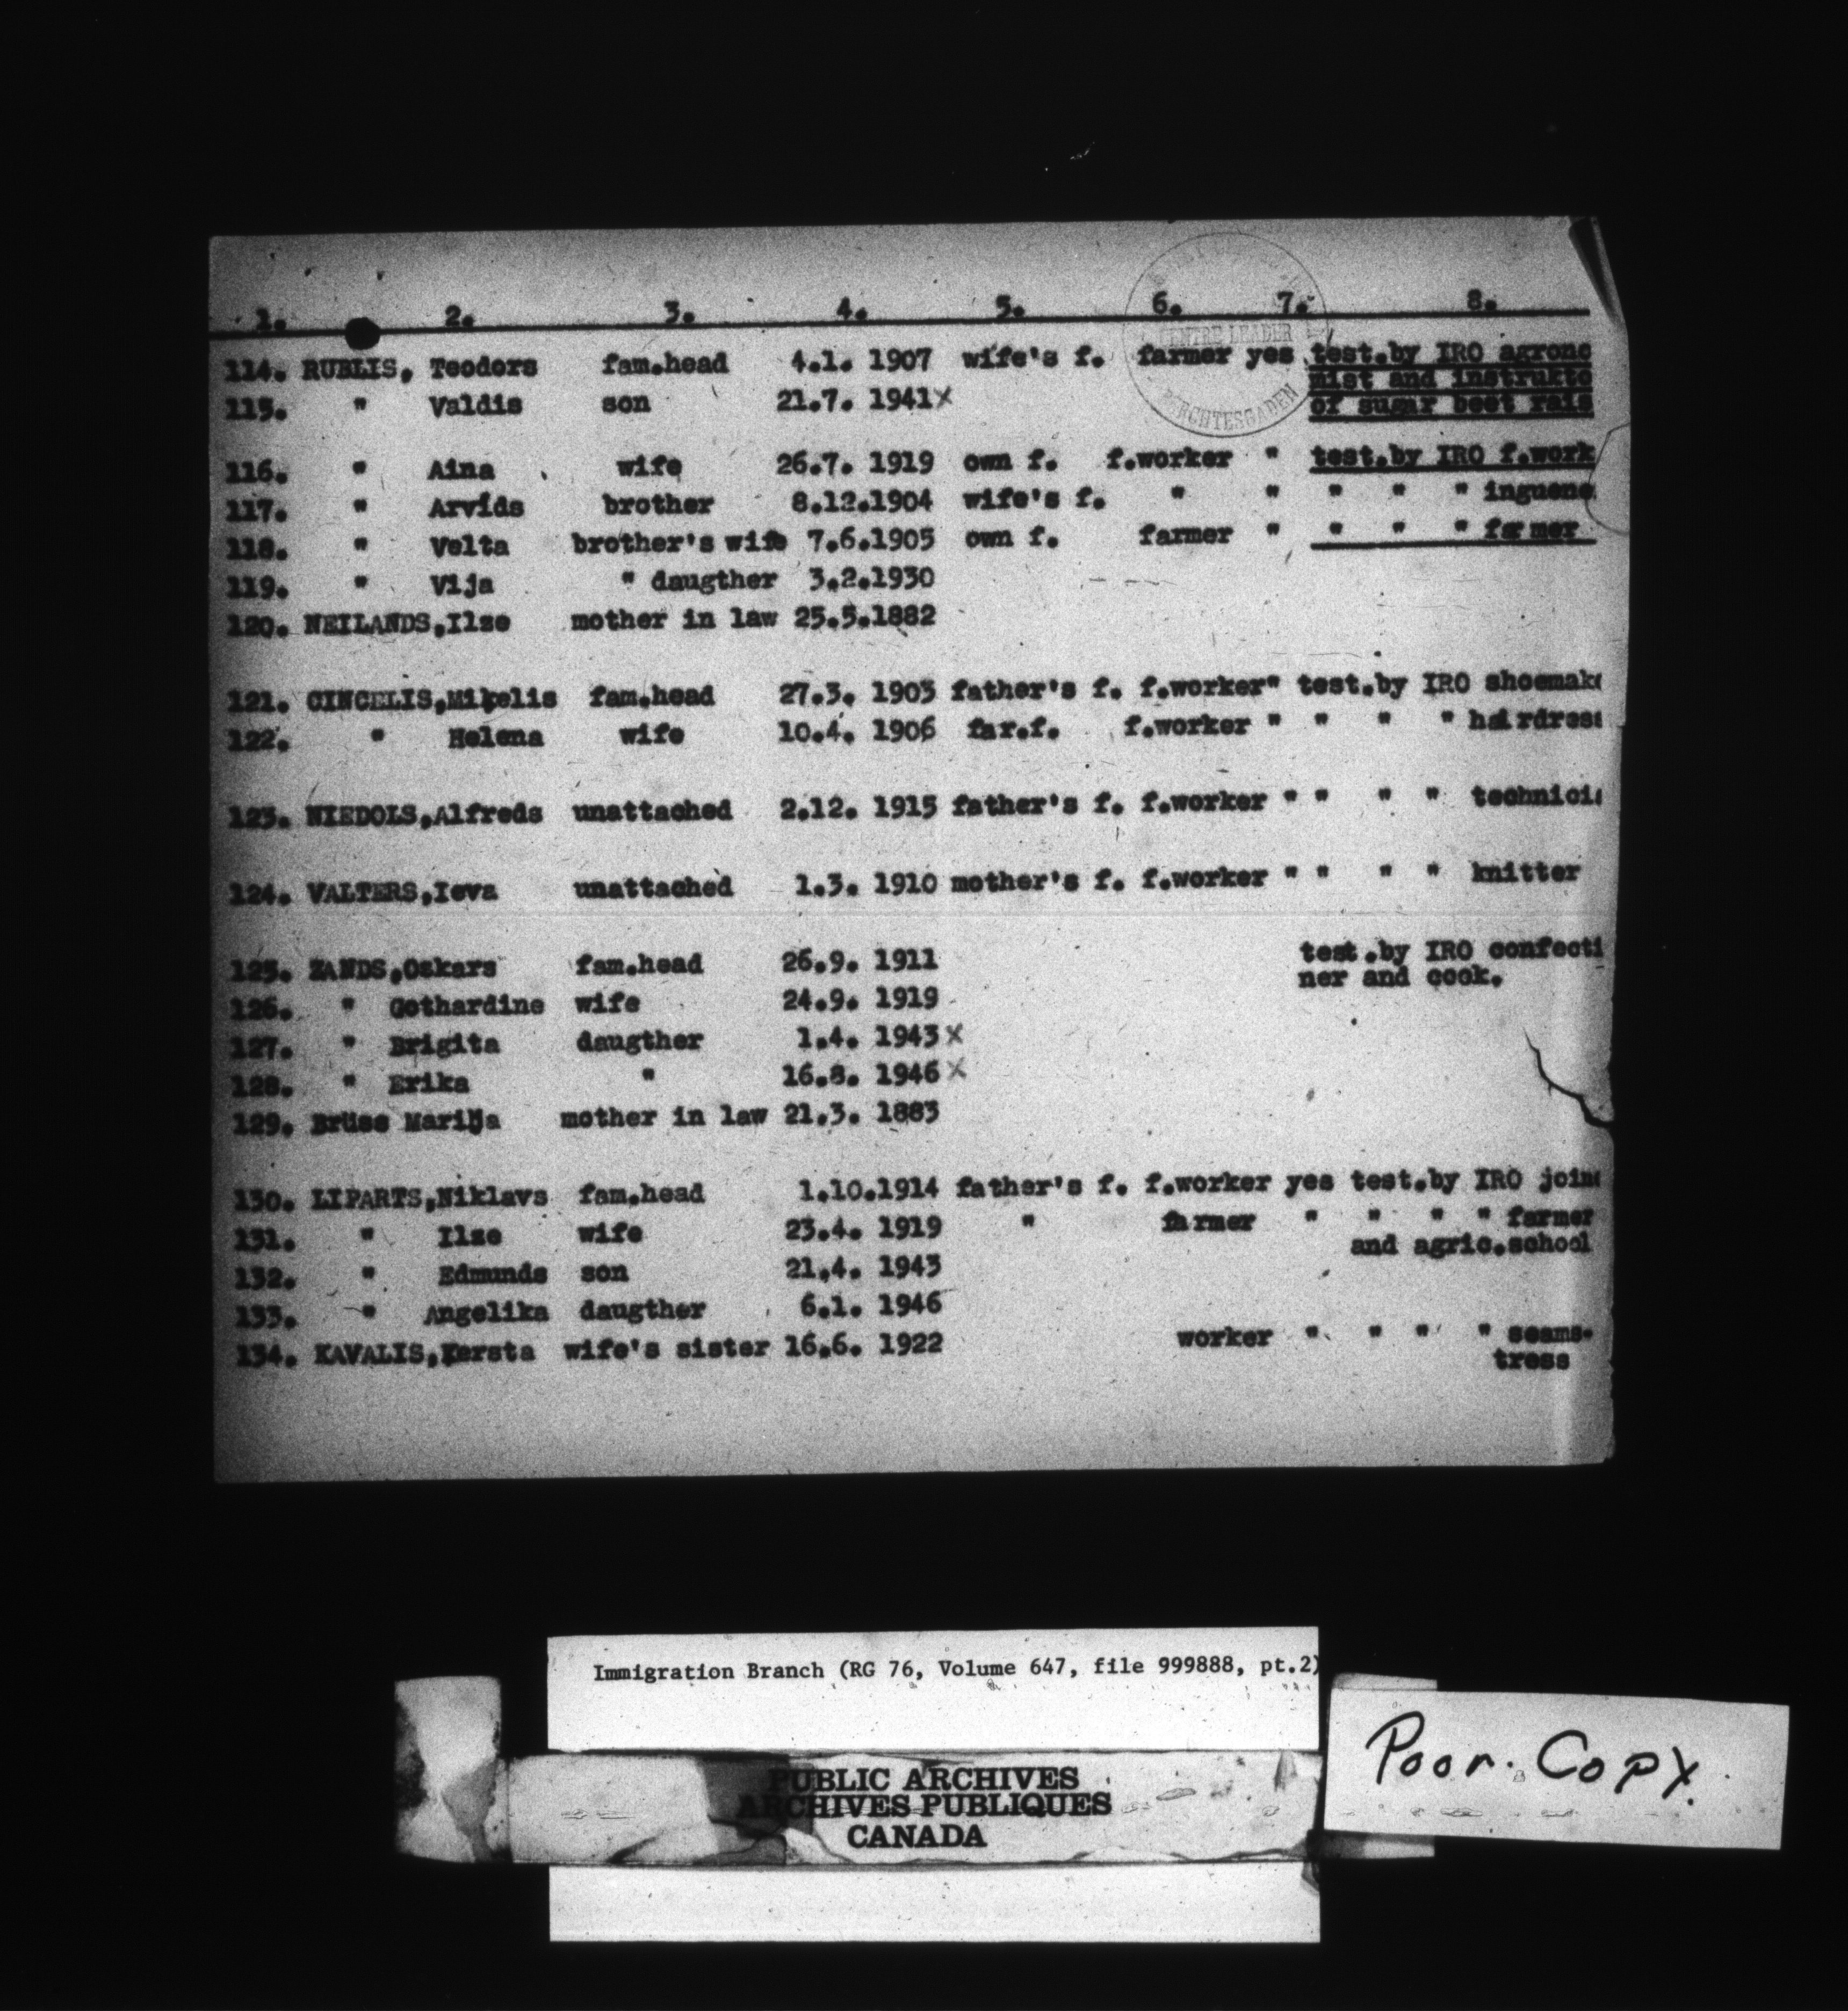 1. 2. 3. 4. 5. 6. 7. 8.
CENTRE LEADER
BERCHTESGADEN
114. RUBLIS, Teodors fam.head 4.1. 1907 wife's f. farmer yes test.by IRO agrono
mist and instrukto
115. " Valdis son 21.7. 1941x of sugar beet rais
116. " Aina wife 26.7. 1919 own f. f.worker " test.by IRO f.work
117. " Arvids brother 8.12.1904 wife's f. " " " " " inguene
118. " Velta brother's wife 7.6.1905 own f. farmer " " " " farmer
119. " Vija " daugther 3.2.1930
120. NEILANDS,Ilze mother in law 25.5.1882
121. CINCELIS,Mikelis fam.head 27.3. 1903 father's f. f.worker" test.by IRO shoemake
122. " Helena wife 10.4. 1906 far.f. f.worker " " " " hairdress
123. NIEDOLS,Alfreds unattached 2.12. 1915 father's f. f.worker " " " " technicia
124. VALTERS,Ieva unattached 1.3. 1910 mother's f. f.worker " " " " knitter
125. ZANDS,Oskars fam.head 26.9. 1911 test.by IRO confecti
ner and cook.
126. " Gothardine wife 24.9. 1919
127. " Brigita daugther 1.4. 1943 x
128. " Erika " 16.8. 1946 x
129. Brüss Marija mother in law 21.3. 1883
130. LIPARTS,Niklavs fam.head 1.10.1914 father's f. f.worker yes test.by IRO joine
131. " Ilze wife 23.4. 1919 " farmer " " " " farmer
and agric.school
132. " Edmunds son 21.4. 1943
133. " Angelika daugther 6.1. 1946
134. KAVALIS,Kersta wife's sister 16.6. 1922 worker " " " " seams-
tress
Immigration Branch (RG 76, Volume 647, file 999888, pt.2)
PUBLIC ARCHIVES
ARCHIVES PUBLIQUES
CANADA
Poor. Copy.